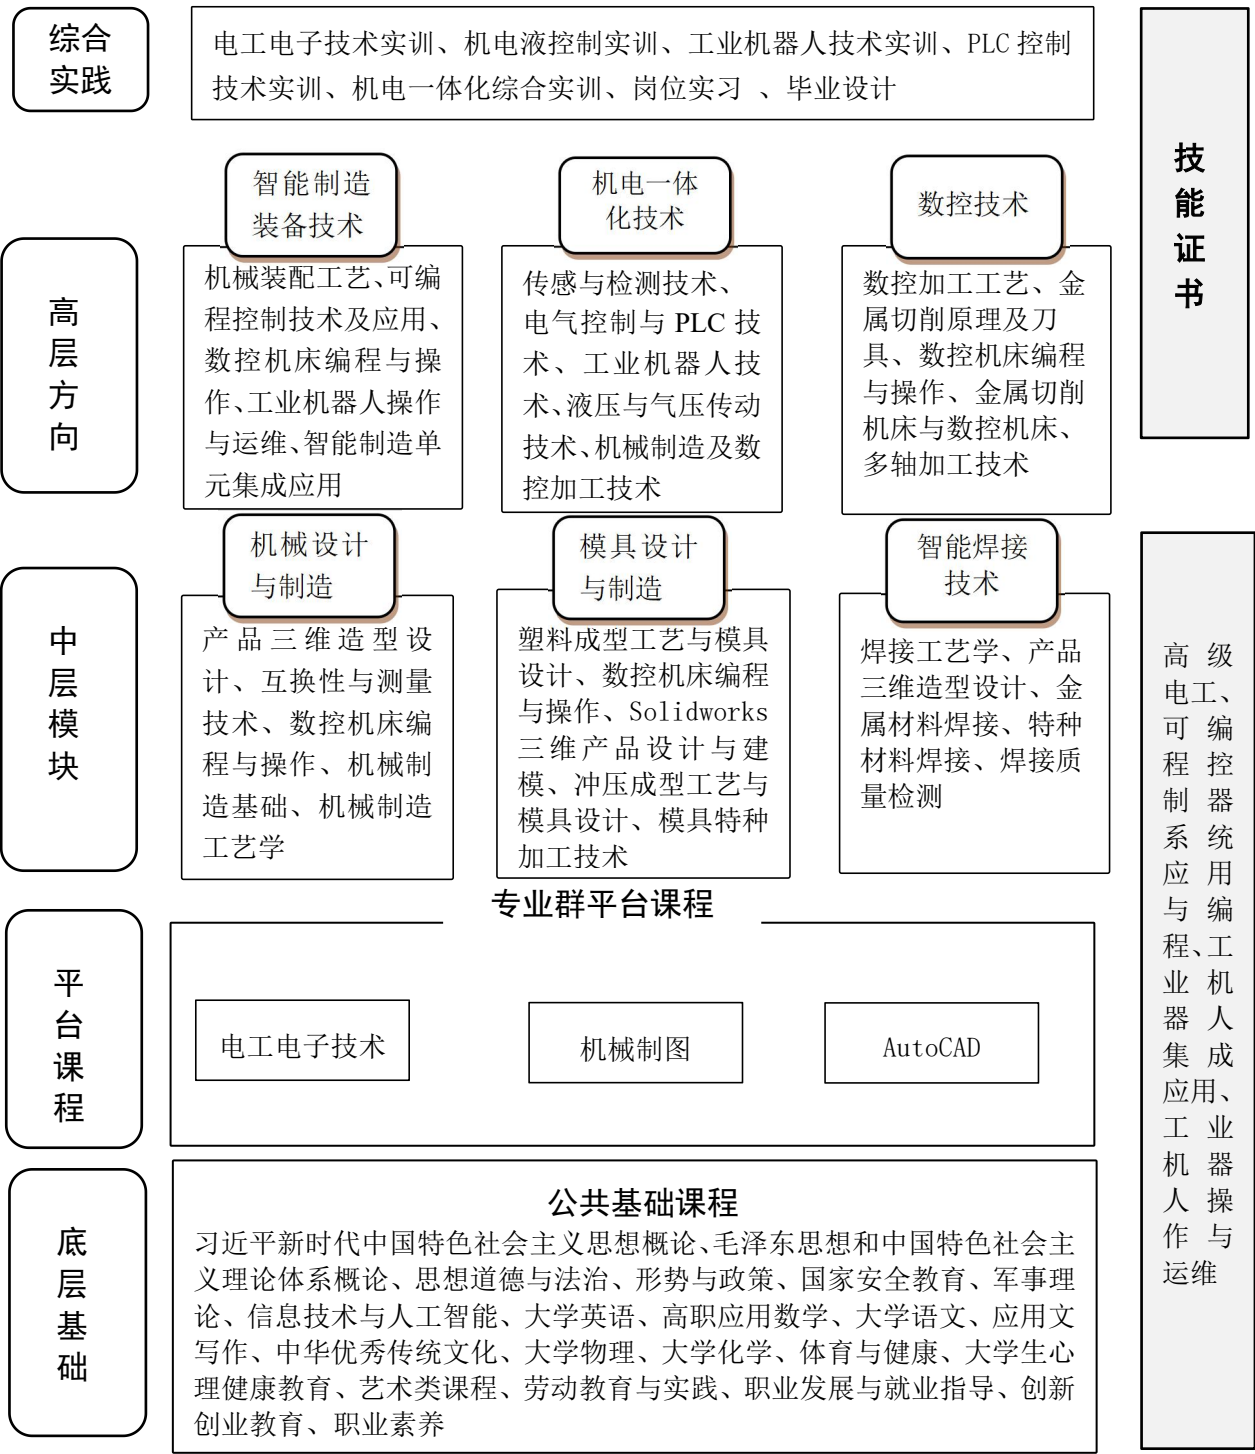 综合
实践
电工电子技术实训、机电液控制实训、工业机器人技术实训、PLC 控制
技术实训、机电一体化综合实训、岗位实习 、毕业设计
技
能
证
书
高
层
方
向
智能制造
装备技术
机械装配工艺、可编
程控制技术及应用、
数控机床编程与操
作、工业机器人操作
与运维、智能制造单
元集成应用
机电一体
化技术
传感与检测技术、
电气控制与 PLC 技
术、工业机器人技
术、液压与气压传动
技术、机械制造及数
控加工技术
数控技术
数控加工工艺、金
属切削原理及刀
具、数控机床编程
与操作、金属切削
机床与数控机床、
多轴加工技术
中
层
模
块
机械设计
与制造
产品三维造型设
计、互换性与测量
技术、数控机床编
程与操作、机械制
造基础、机械制造
工艺学
模具设计
与制造
塑料成型工艺与模具
设计、数控机床编程
与操作、Solidworks
三维产品设计与建
模、冲压成型工艺与
模具设计、模具特种
加工技术
智能焊接
技术
焊接工艺学、产品
三维造型设计、金
属材料焊接、特种
材料焊接、焊接质
量检测
高级
电工、
可编
程控
制器
系统
应用
与编
程、工
业机
器人
集成
应用、
工业
机器
人操
作与
运维
平
台
课
程
专业群平台课程
电工电子技术
机械制图
AutoCAD
底
层
基
础
公共基础课程
习近平新时代中国特色社会主义思想概论、毛泽东思想和中国特色社会主
义理论体系概论、思想道德与法治、形势与政策、国家安全教育、军事理
论、信息技术与人工智能、大学英语、高职应用数学、大学语文、应用文
写作、中华优秀传统文化、大学物理、大学化学、体育与健康、大学生心
理健康教育、艺术类课程、劳动教育与实践、职业发展与就业指导、创新
创业教育、职业素养